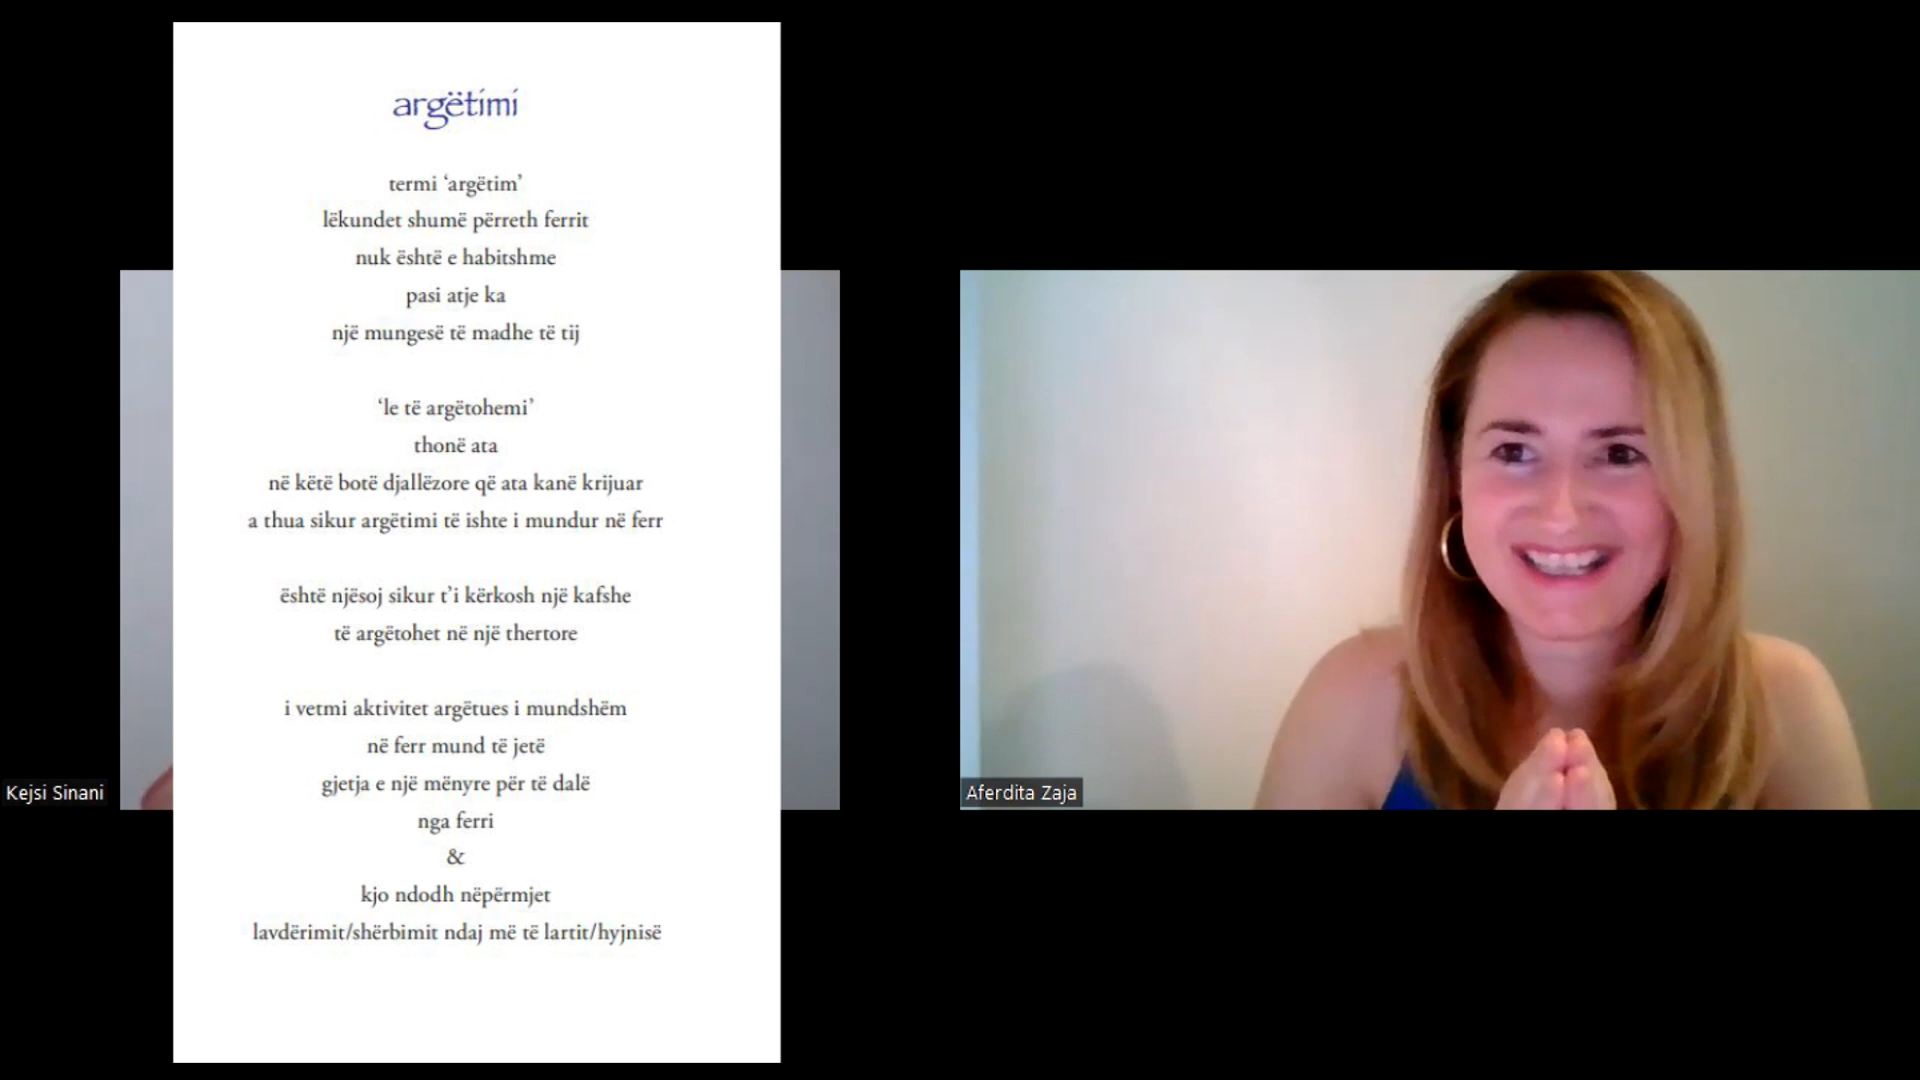 argëtimi
termi ‘argëtim’
lëkundet shumë përreth ferrit
nuk është e habitshme
pasi atje ka
një mungesë të madhe të tij
‘le të argëtohemi’
thonë ata
në këtë botë djallëzore që ata kanë krijuar
a thua sikur argëtimi të ishte i mundur në ferr
është njësoj sikur t’i kërkosh një kafshe
të argëtohet në një thertore
i vetmi aktivitet argëtues i mundshëm
në ferr mund të jetë
gjetja e një mënyre për të dalë
nga ferri
&
kjo ndodh nëpërmjet
lavdërimit/shërbimit ndaj më të lartit/hyjnisë
Kejsi Sinani
Aferdita Zaja